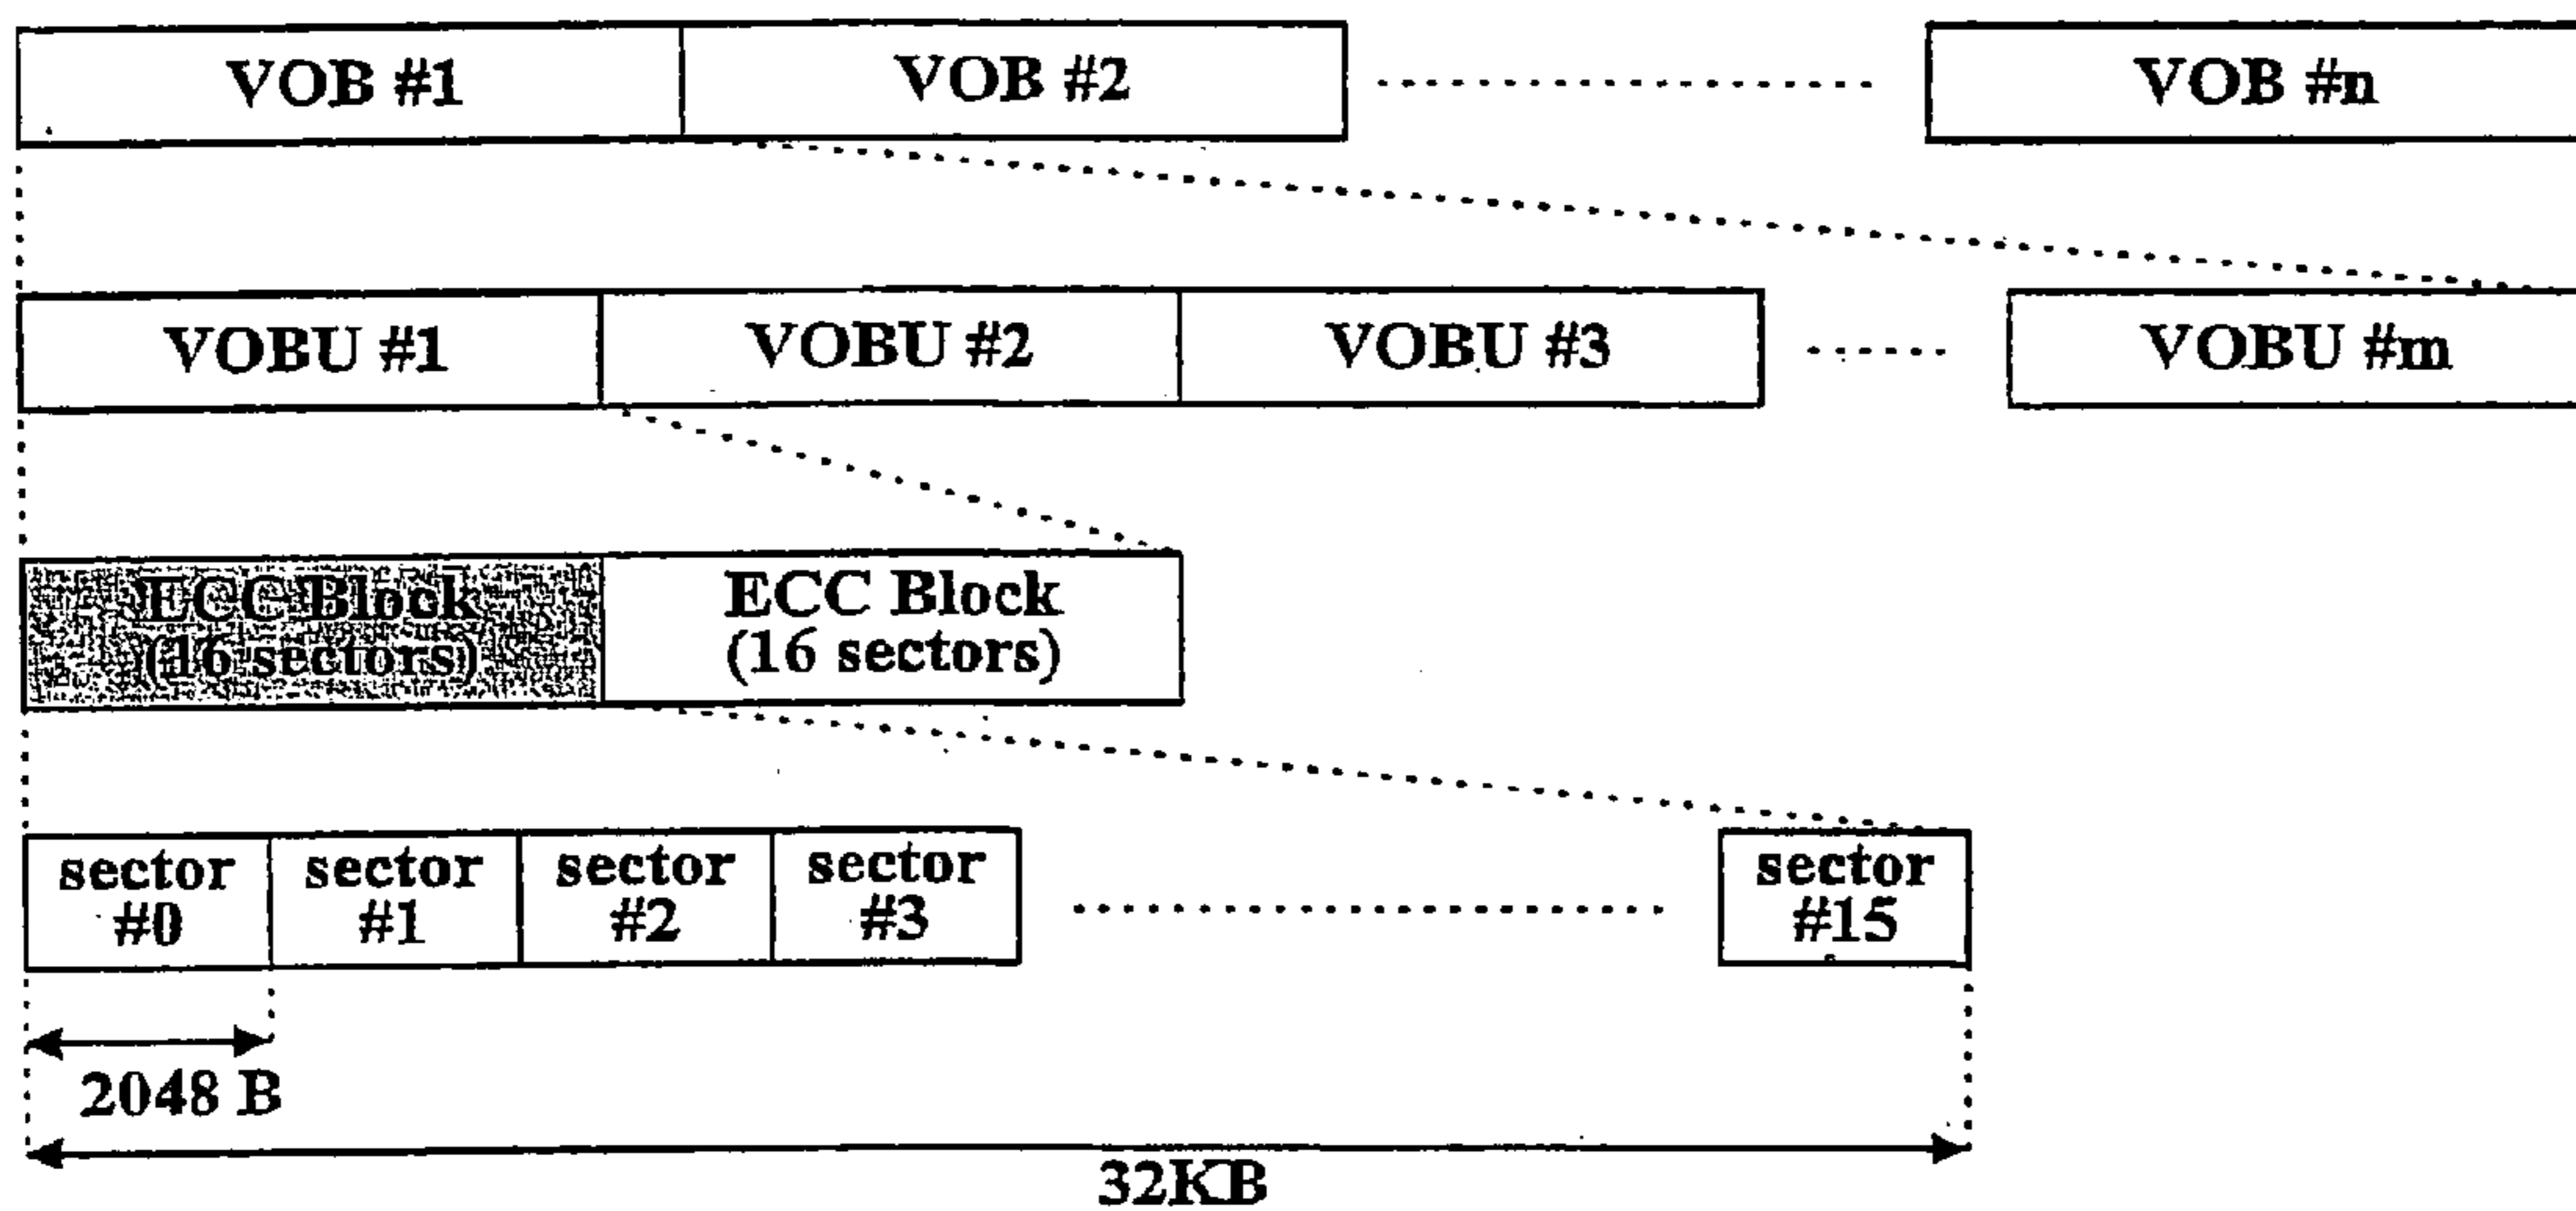 VOB #1 VOB #2 VOB #n
VOBU #1 VOBU #2 VOBU #3 VOBU #m
ECC Block
(16 sectors)
ECC Block
(16 sectors)
sector
#0
sector
#1
sector
#2
sector
#3
sector
#15
2048 B
32KB